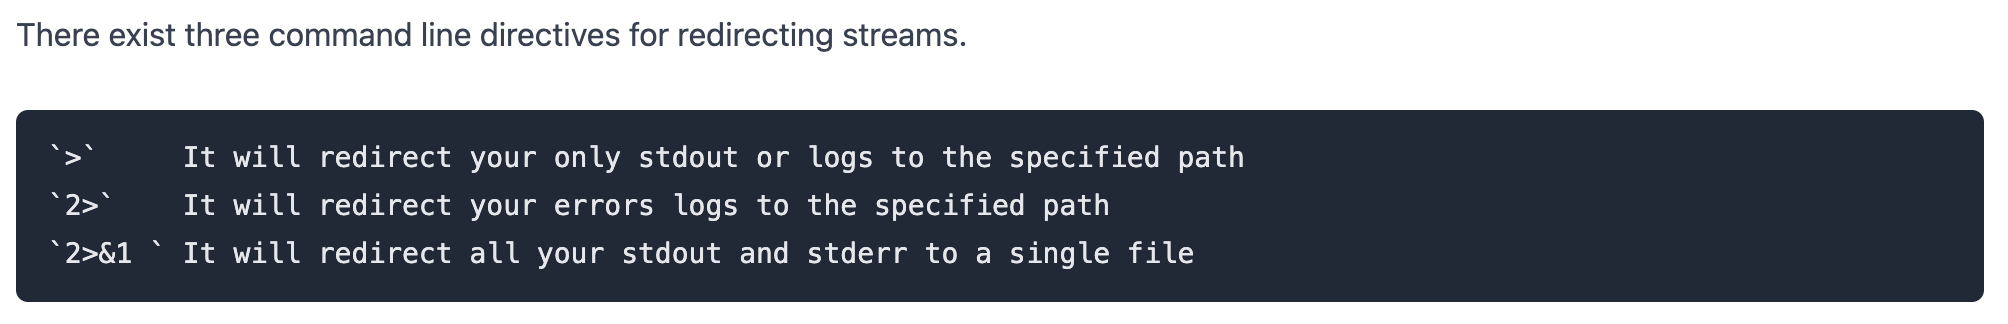 There exist three command line directives for redirecting streams.
`>`     It will redirect your only stdout or logs to the specified path
`2>`    It will redirect your errors logs to the specified path
`2>&1 ` It will redirect all your stdout and stderr to a single file